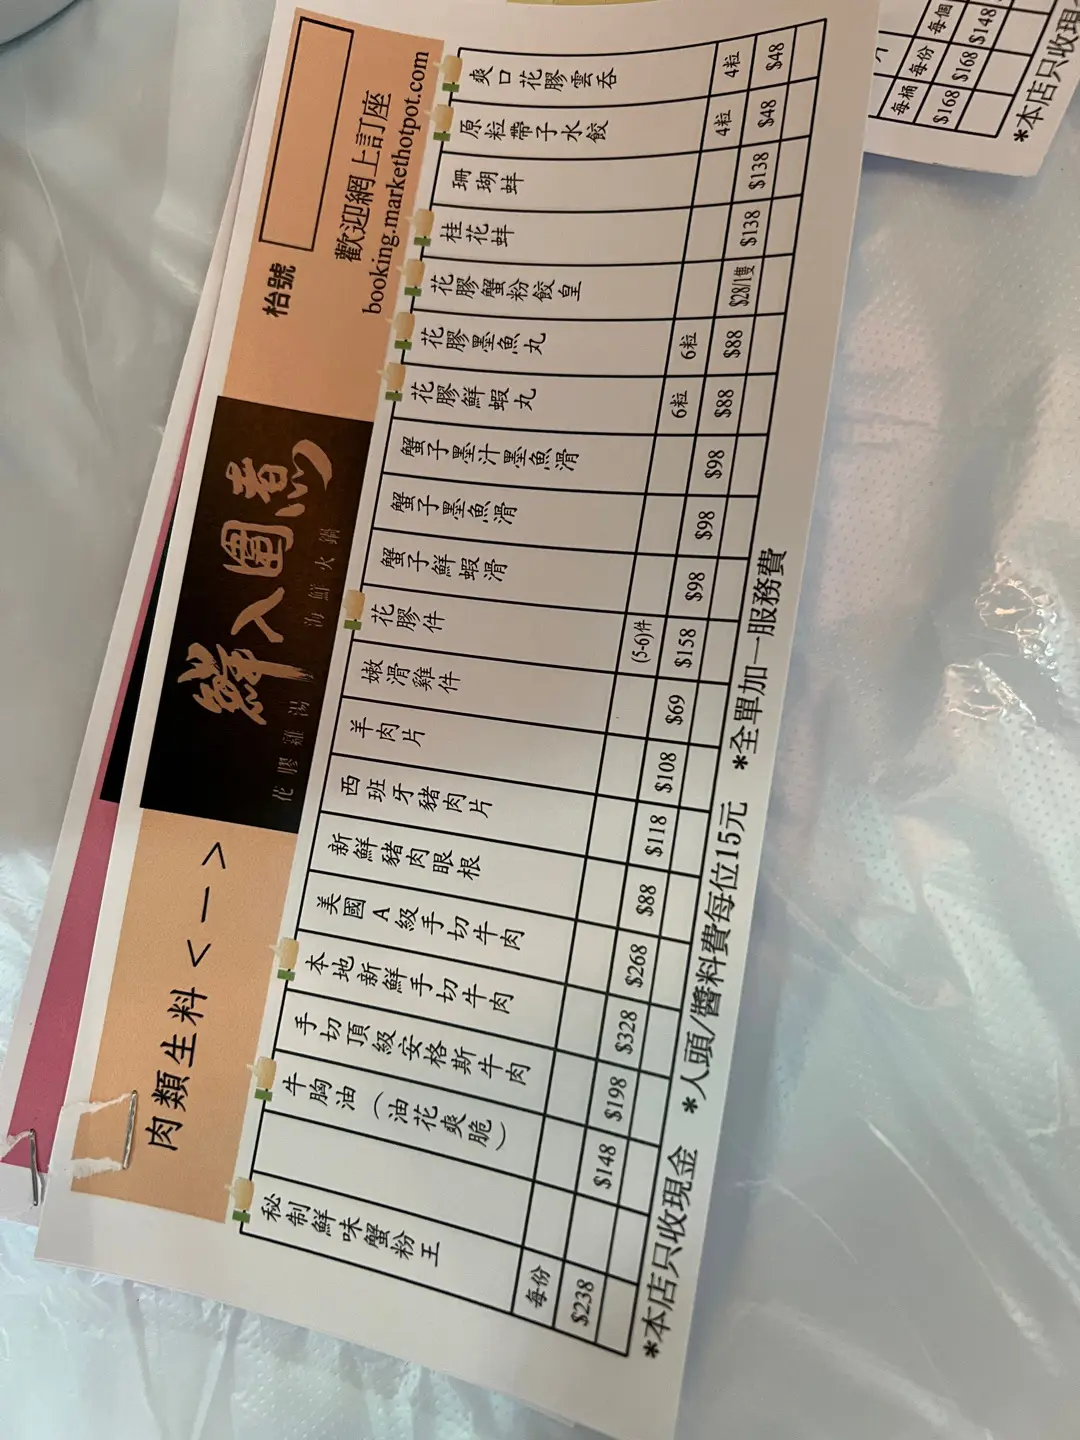 肉類生料<一>
鮮入圍煮
花膠雞湯 海鮮火鍋
枱號
歡迎網上訂座
booking.markethotpot.com
秘制鮮味蟹粉王 每份 $238
牛胸油(油花爽脆) $148
手切頂級安格斯牛肉 $198
本地新鮮手切牛肉 $328
美國A級手切牛肉 $268
新鮮豬肉眼根 $88
西班牙豬肉片 $118
羊肉片 $108
嫩滑雞件 $69
花膠件 (5-6)件 $158
蟹子鮮蝦滑 $98
蟹子墨魚滑 $98
蟹子墨汁墨魚滑 $98
花膠鮮蝦丸 6粒 $88
花膠墨魚丸 6粒 $88
花膠蟹粉餃皇 $28/1隻
桂花蚌 $138
珊瑚蚌 $138
原粒帶子水餃 4粒 $48
爽口花膠雲吞 4粒 $48
*本店只收現金 *人頭/醬料費每位15元 *全單加一服務費
每桶 $168
每份 $168
每個 $148
*本店只收現